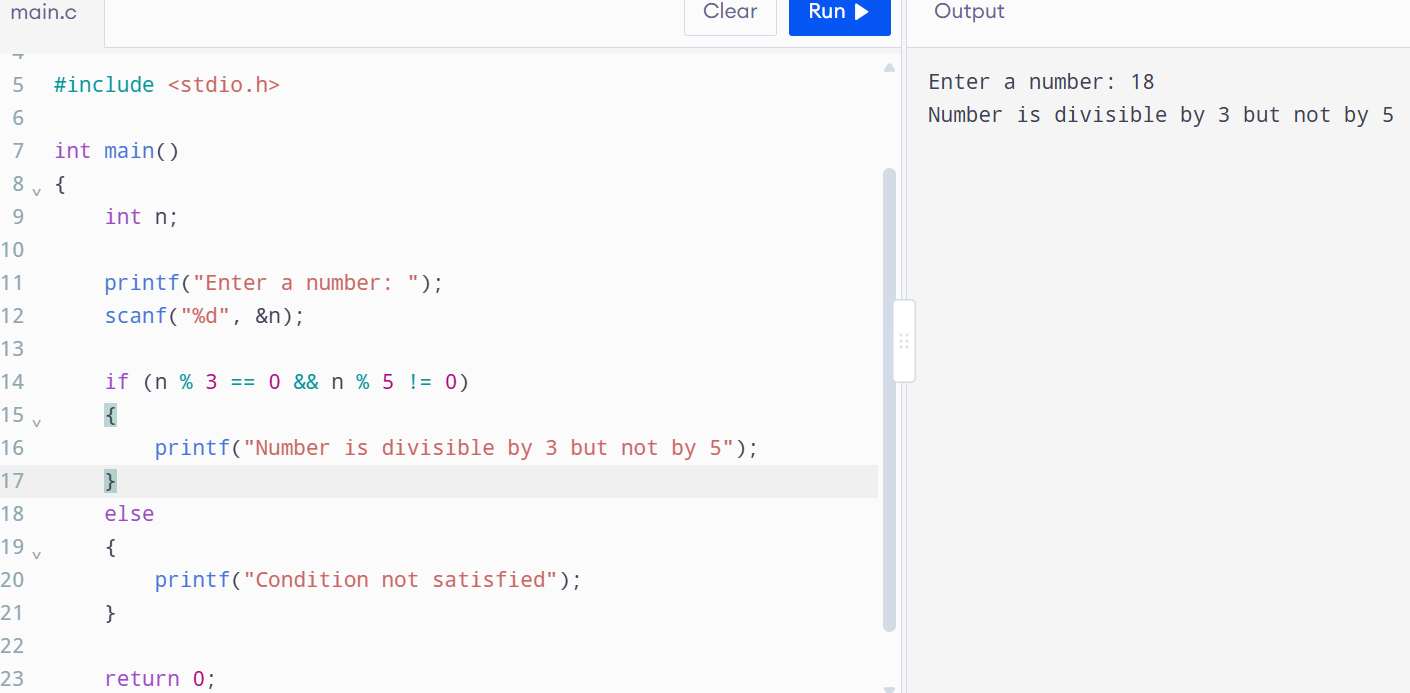 main.c
Clear
Run
Output
5 #include <stdio.h>
6
7 int main()
8 {
9     int n;
10
11     printf("Enter a number: ");
12     scanf("%d", &n);
13
14     if (n % 3 == 0 && n % 5 != 0)
15     {
16         printf("Number is divisible by 3 but not by 5");
17     }
18     else
19     {
20         printf("Condition not satisfied");
21     }
22
23     return 0;
Enter a number: 18
Number is divisible by 3 but not by 5